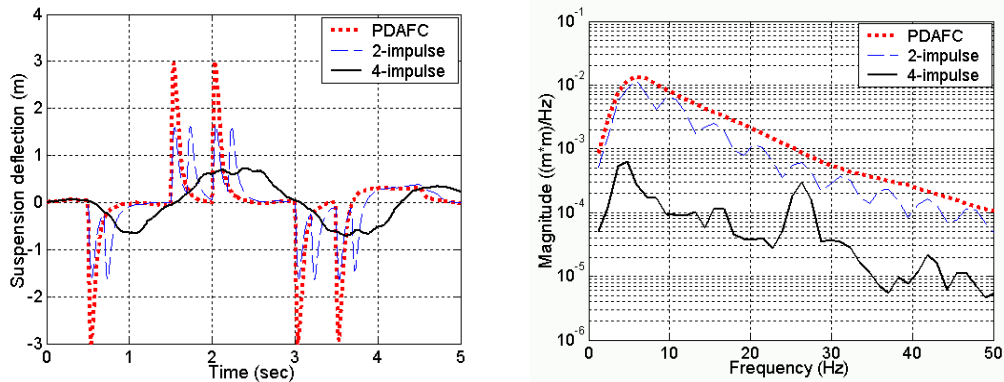 4
3
2
1
0
-1
-2
-3
Suspension deflection (m)
PDAFC
2-impulse
4-impulse
0 1 2 3 4 5
Time (sec)
10^-1
10^-2
10^-3
10^-4
10^-5
10^-6
Magnitude ((m*m)/Hz)
PDAFC
2-impulse
4-impulse
0 10 20 30 40 50
Frequency (Hz)